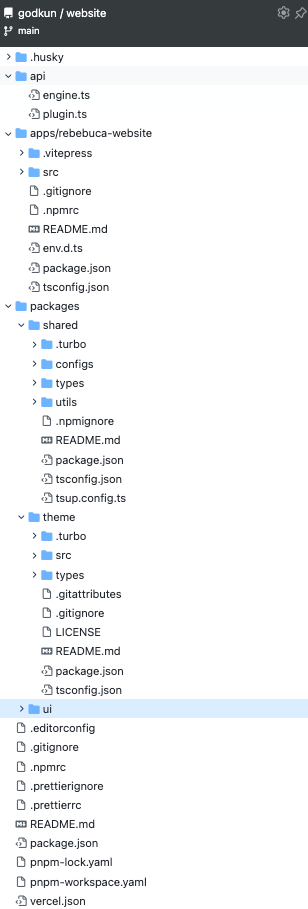 godkun / website
main
.husky
api
engine.ts
plugin.ts
apps/rebebuca-website
.vitepress
src
.gitignore
.npmrc
README.md
env.d.ts
package.json
tsconfig.json
packages
shared
.turbo
configs
types
utils
.npmignore
README.md
package.json
tsconfig.json
tsup.config.ts
theme
.turbo
src
types
.gitattributes
.gitignore
LICENSE
README.md
package.json
tsconfig.json
ui
.editorconfig
.gitignore
.npmrc
.prettierignore
.prettierrc
README.md
package.json
pnpm-lock.yaml
pnpm-workspace.yaml
vercel.json